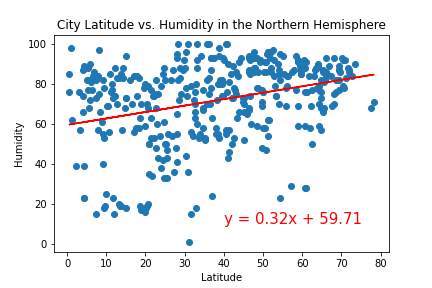 City Latitude vs. Humidity in the Northern Hemisphere
100
80
60
40
20
0
Humidity
y = 0.32x + 59.71
0 10 20 30 40 50 60 70 80
Latitude